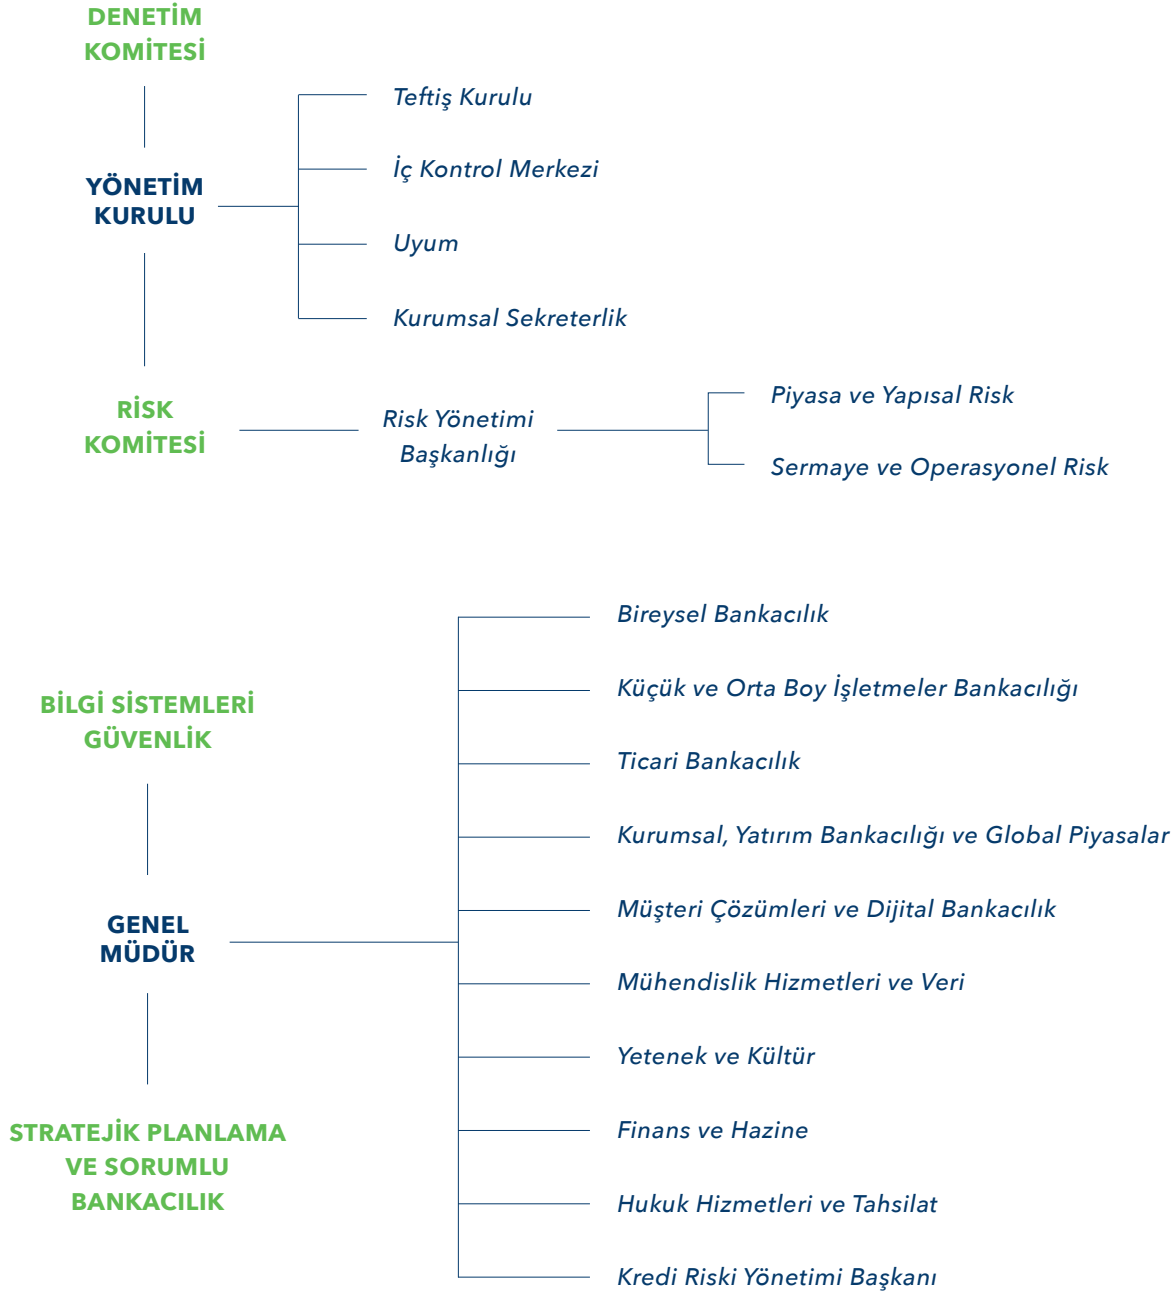 DENETİM
KOMİTESİ
Teftiş Kurulu
İç Kontrol Merkezi
YÖNETİM
KURULU
Uyum
Kurumsal Sekreterlik
RİSK
KOMİTESİ
Risk Yönetimi
Başkanlığı
Piyasa ve Yapısal Risk
Sermaye ve Operasyonel Risk
BİLGİ SİSTEMLERİ
GÜVENLİK
GENEL
MÜDÜR
STRATEJİK PLANLAMA
VE SORUMLU
BANKACILIK
Bireysel Bankacılık
Küçük ve Orta Boy İşletmeler Bankacılığı
Ticari Bankacılık
Kurumsal, Yatırım Bankacılığı ve Global Piyasalar
Müşteri Çözümleri ve Dijital Bankacılık
Mühendislik Hizmetleri ve Veri
Yetenek ve Kültür
Finans ve Hazine
Hukuk Hizmetleri ve Tahsilat
Kredi Riski Yönetimi Başkanı